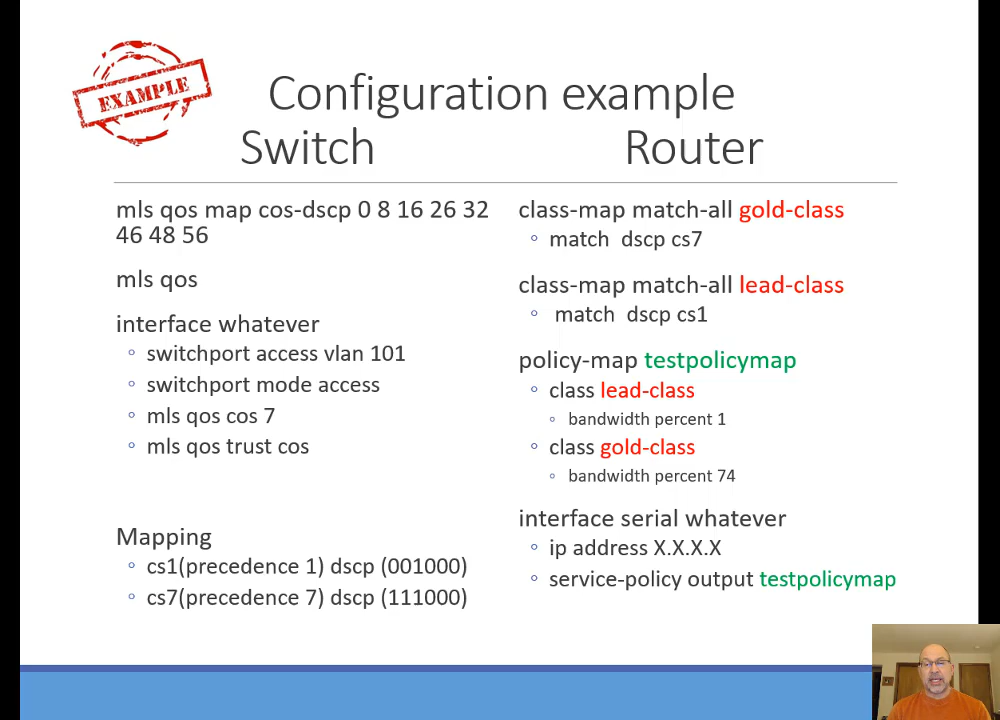 EXAMPLE
Configuration example
Switch
Router
mls qos map cos-dscp 0 8 16 26 32
46 48 56
mls qos
interface whatever
switchport access vlan 101
switchport mode access
mls qos cos 7
mls qos trust cos
Mapping
cs1(precedence 1) dscp (001000)
cs7(precedence 7) dscp (111000)
class-map match-all gold-class
match dscp cs7
class-map match-all lead-class
match dscp cs1
policy-map testpolicymap
class lead-class
bandwidth percent 1
class gold-class
bandwidth percent 74
interface serial whatever
ip address X.X.X.X
service-policy output testpolicymap